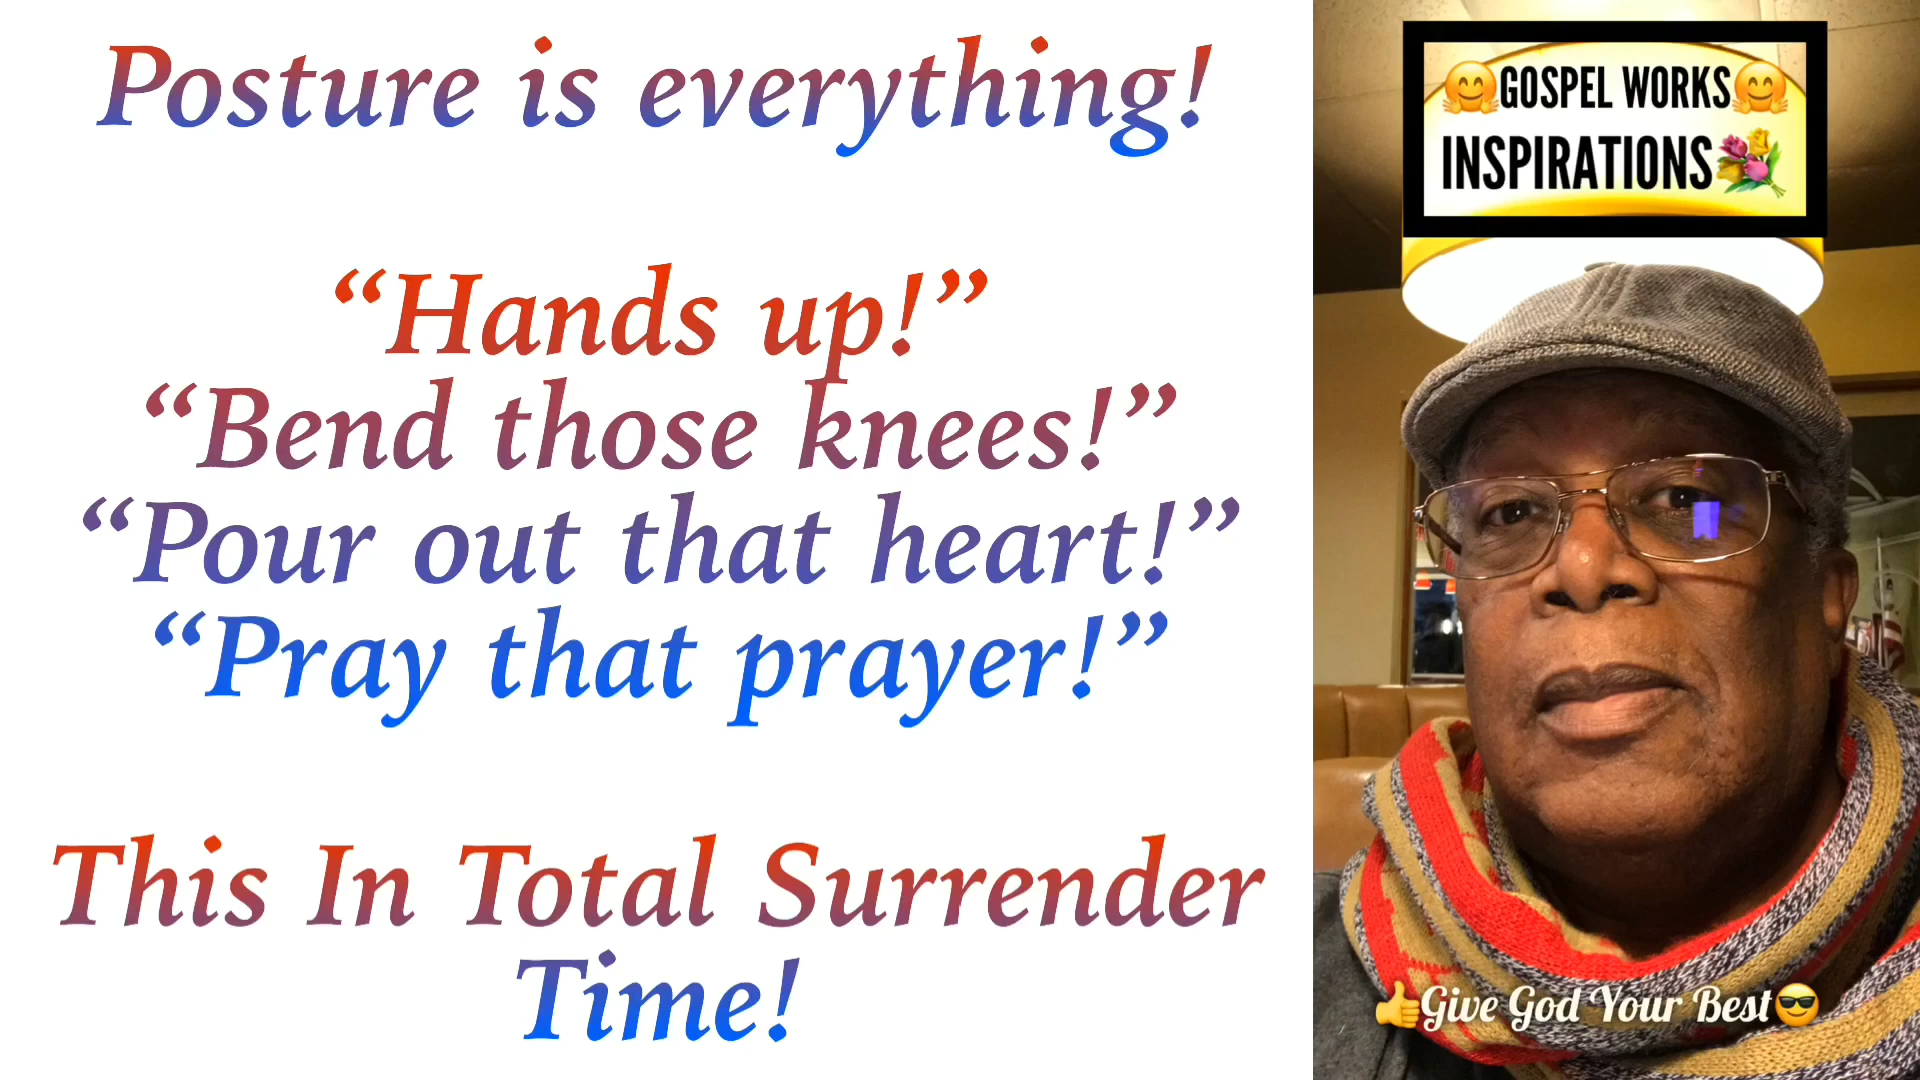 Posture is everything!
“Hands up!”
“Bend those knees!”
“Pour out that heart!”
“Pray that prayer!”
This In Total Surrender
Time!
🤗GOSPEL WORKS🤗
INSPIRATIONS💐
👍Give God Your Best😎